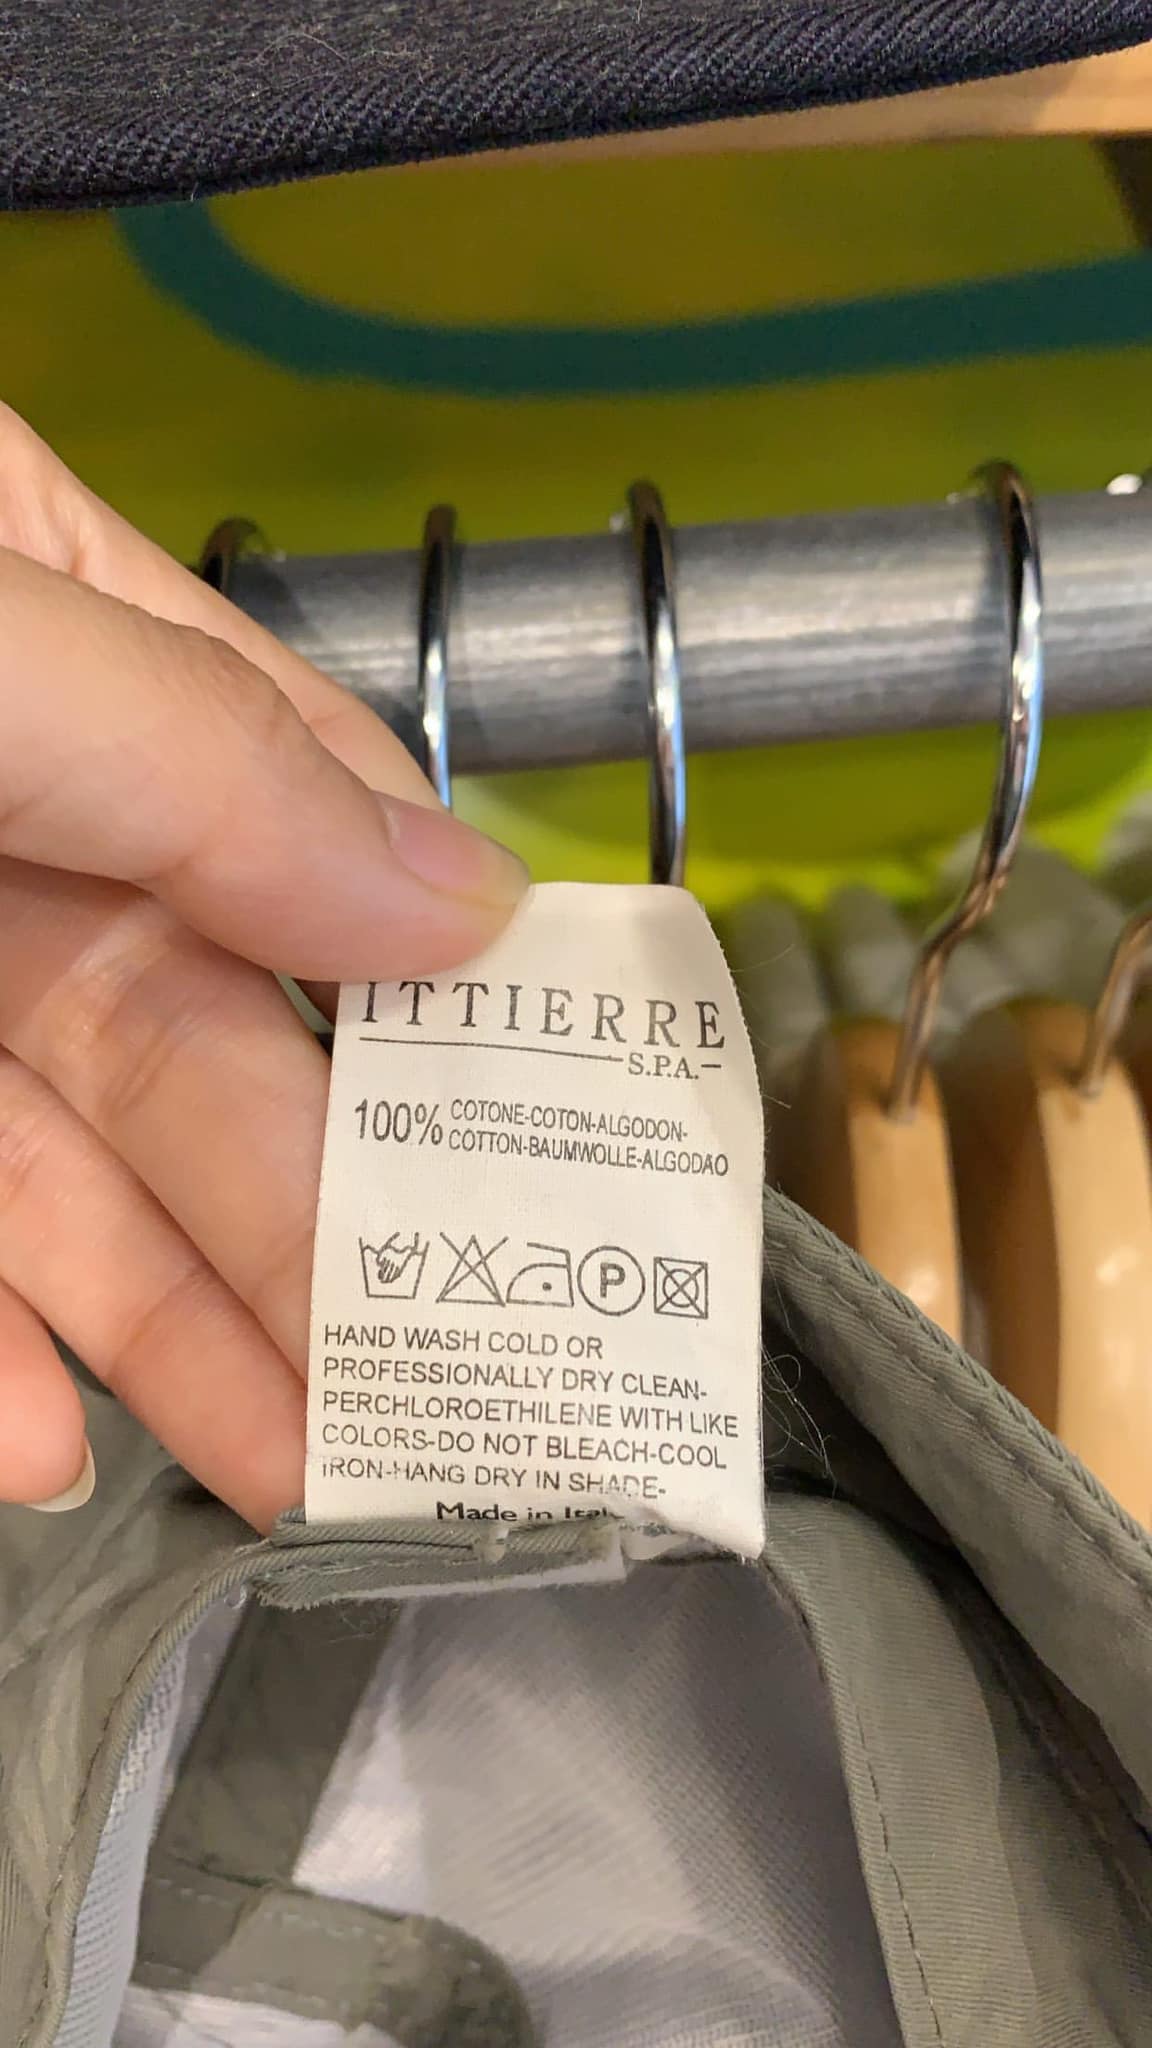 ITTIERRE
S.P.A.
100% COTONE-COTON-ALGODON-
COTTON-BAUMWOLLE-ALGODAO
P
HAND WASH COLD OR
PROFESSIONALLY DRY CLEAN-
PERCHLOROETHILENE WITH LIKE
COLORS-DO NOT BLEACH-COOL
IRON-HANG DRY IN SHADE-
Made in Italy